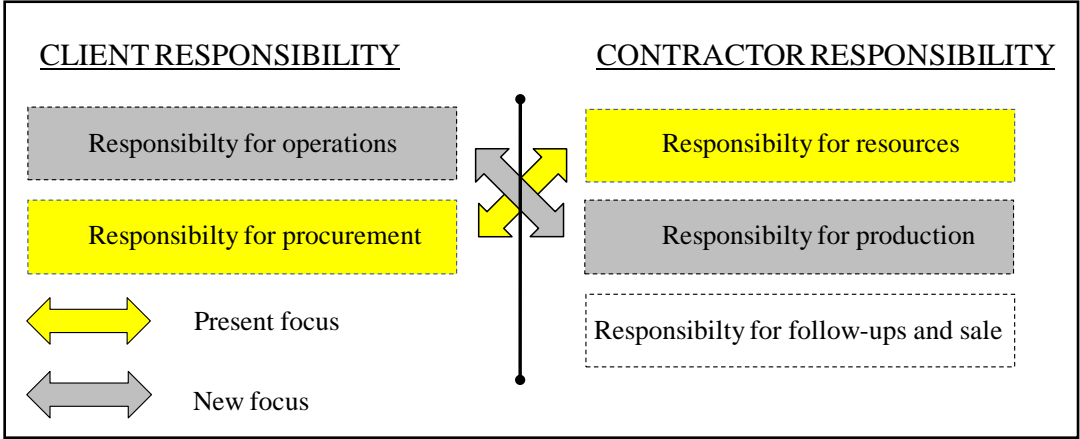 CLIENT RESPONSIBILITY
Responsibilty for operations
Responsibilty for procurement
Present focus
New focus
CONTRACTOR RESPONSIBILITY
Responsibilty for resources
Responsibilty for production
Responsibilty for follow-ups and sale